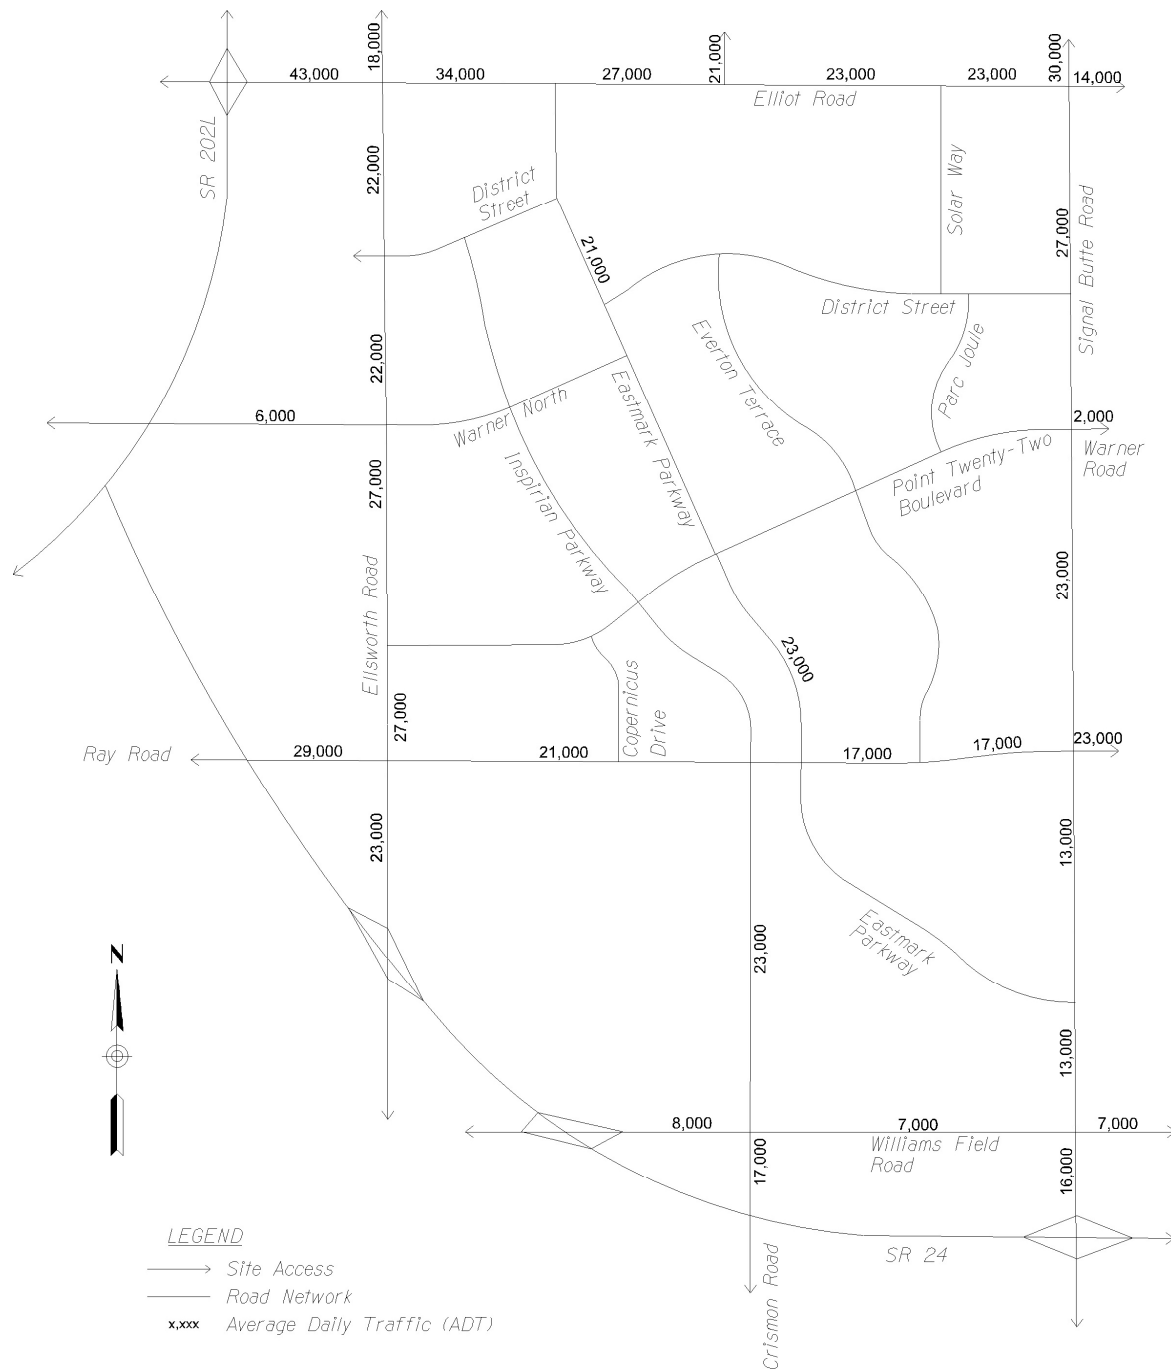 18,000
21,000
30,000
43,000
34,000
27,000
23,000
23,000
14,000
Elliot Road
SR 202L
22,000
District
Street
Solar Way
21,000
27,000
Signal Butte Road
District Street
22,000
Everton Terrace
Parc Joule
Eastmark Parkway
6,000
Warner North
2,000
Warner
Road
Point Twenty-Two
Boulevard
27,000
Inspirian Parkway
23,000
Ellsworth Road
23,000
27,000
Copernicus
Drive
Ray Road
29,000
21,000
17,000
17,000
23,000
23,000
13,000
Eastmark
Parkway
23,000
N
13,000
8,000
7,000
7,000
Williams Field
Road
17,000
16,000
SR 24
Crismon Road
LEGEND
Site Access
Road Network
x,xxx Average Daily Traffic (ADT)